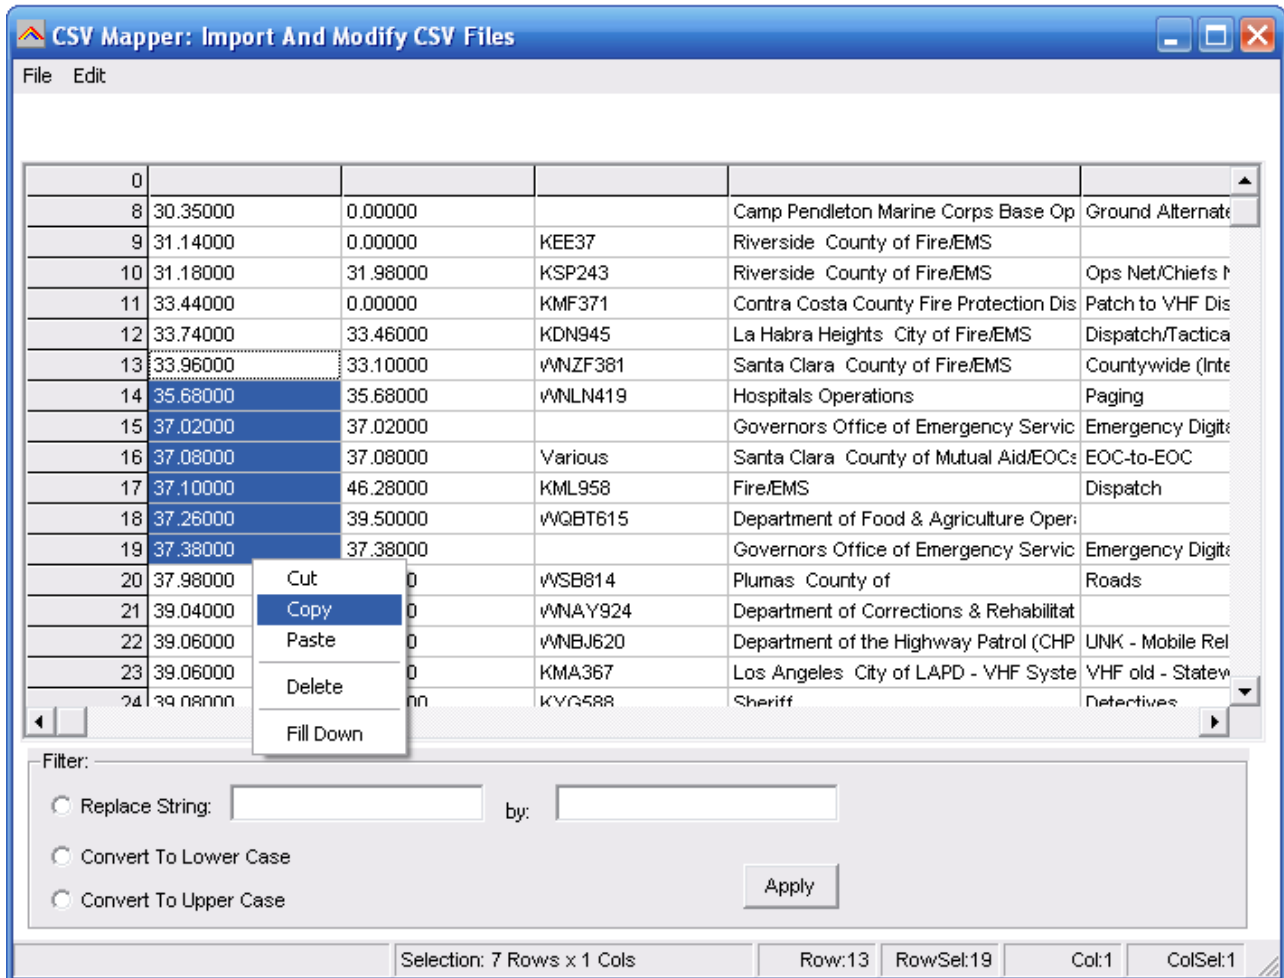 CSV Mapper: Import And Modify CSV Files
File Edit
0
8 30.35000 0.00000 Camp Pendleton Marine Corps Base Op Ground Alternate
9 31.14000 0.00000 KEE37 Riverside County of Fire/EMS
10 31.18000 31.98000 KSP243 Riverside County of Fire/EMS Ops Net/Chiefs
11 33.44000 0.00000 KMF371 Contra Costa County Fire Protection Dis Patch to VHF Dis
12 33.74000 33.46000 KDN945 La Habra Heights City of Fire/EMS Dispatch/Tactica
13 33.96000 33.10000 WNZF381 Santa Clara County of Fire/EMS Countywide (Inte
14 35.68000 35.68000 WNLN419 Hospitals Operations Paging
15 37.02000 37.02000 Governors Office of Emergency Servic Emergency Digita
16 37.08000 37.08000 Various Santa Clara County of Mutual Aid/EOCs EOC-to-EOC
17 37.10000 46.28000 KML958 Fire/EMS Dispatch
18 37.26000 39.50000 WQBT615 Department of Food & Agriculture Oper
19 37.38000 37.38000 Governors Office of Emergency Servic Emergency Digita
20 37.98000 0 WSB814 Plumas County of Roads
21 39.04000 0 WNAY924 Department of Corrections & Rehabilitat
22 39.06000 0 WNBJ620 Department of the Highway Patrol (CHP UNK - Mobile Rel
23 39.06000 0 KMA367 Los Angeles City of LAPD - VHF Syste VHF old - Statew
24 39.08000 00 KYG588 Sheriff Detectives
Cut
Copy
Paste
Delete
Fill Down
Filter:
Replace String: by:
Convert To Lower Case
Convert To Upper Case
Apply
Selection: 7 Rows x 1 Cols Row:13 RowSel:19 Col:1 ColSel:1